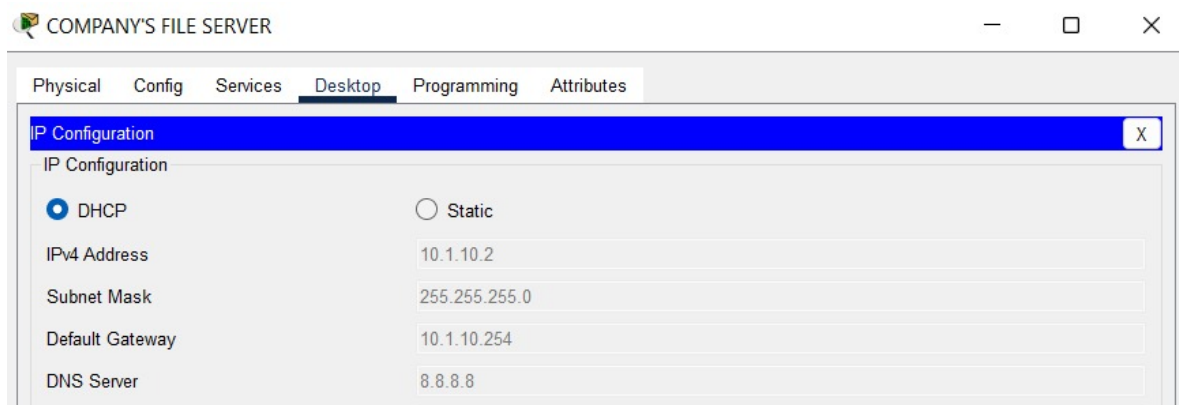 COMPANY'S FILE SERVER
Physical Config Services Desktop Programming Attributes
IP Configuration X
IP Configuration
DHCP Static
IPv4 Address 10.1.10.2
Subnet Mask 255.255.255.0
Default Gateway 10.1.10.254
DNS Server 8.8.8.8